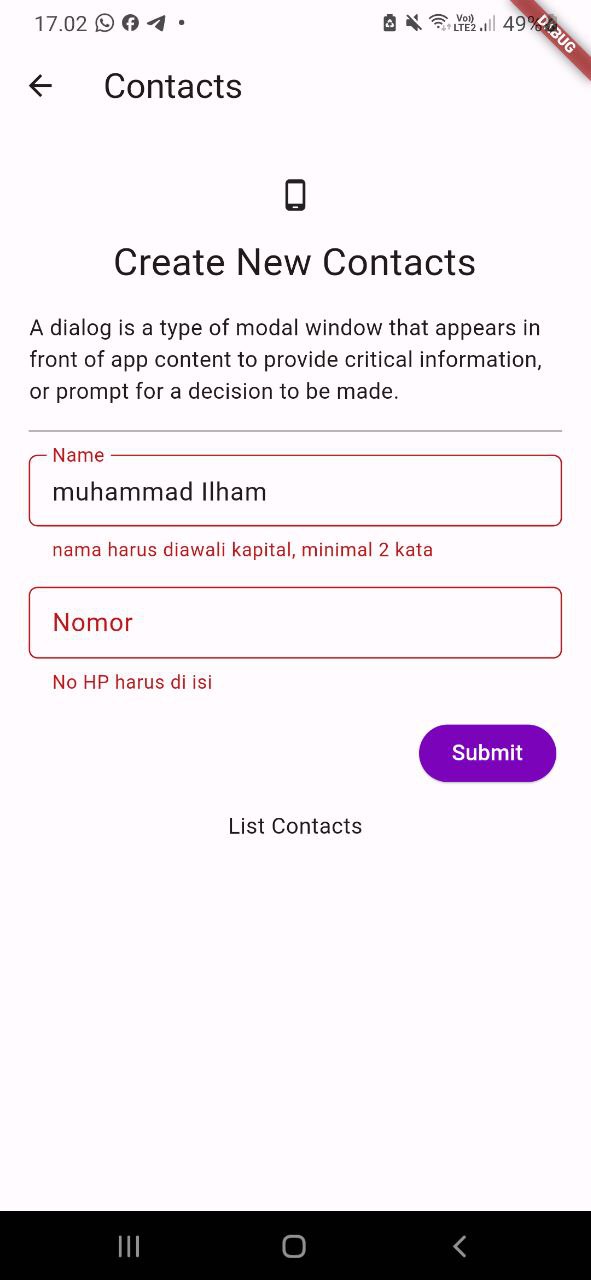 17.02
Vo))
LTE2
49%
DEBUG
Contacts
Create New Contacts
A dialog is a type of modal window that appears in
front of app content to provide critical information,
or prompt for a decision to be made.
Name
muhammad Ilham
nama harus diawali kapital, minimal 2 kata
Nomor
No HP harus di isi
Submit
List Contacts